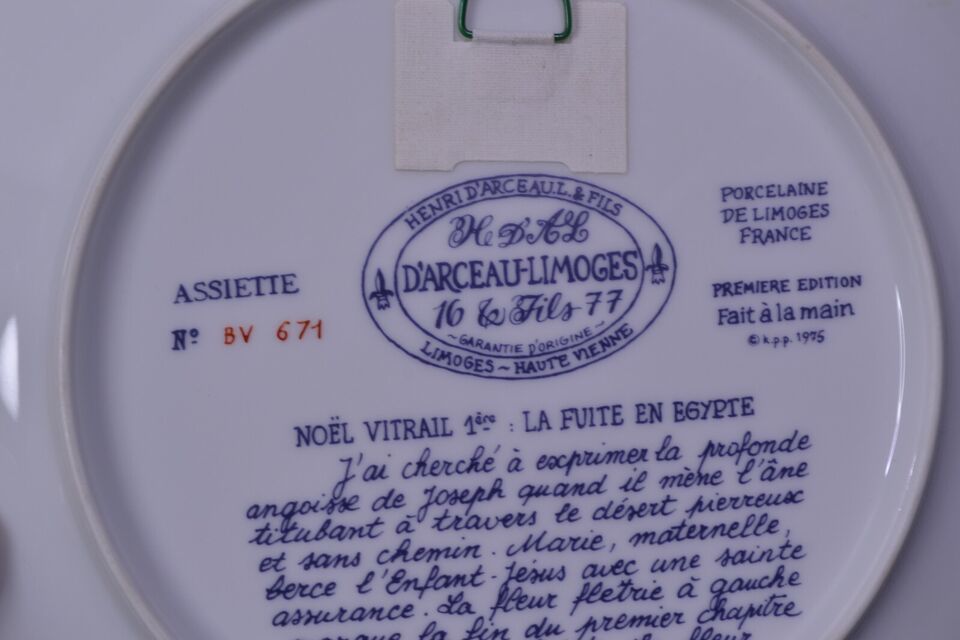 HENRI D'ARCEAU.L. & FILS
H D'AL
D'ARCEAU-LIMOGES
16 & Fils 77
~GARANTIE D'ORIGINE~
LIMOGES ~ HAUTE VIENNE
PORCELAINE
DE LIMOGES
FRANCE
ASSIETTE
Nº BV 671
PREMIERE EDITION
Fait à la main
© k.p.p. 1975
NOËL VITRAIL 1ère : LA FUITE EN EGYPTE
J'ai cherché à exprimer la profonde
angoisse de Joseph quand il mène l'âne
titubant à travers le désert pierreux
et sans chemin. Marie, maternelle,
berce l'Enfant-Jésus avec une sainte
assurance. La fleur flétrie à gauche
la fin du premier chapitre
fleur